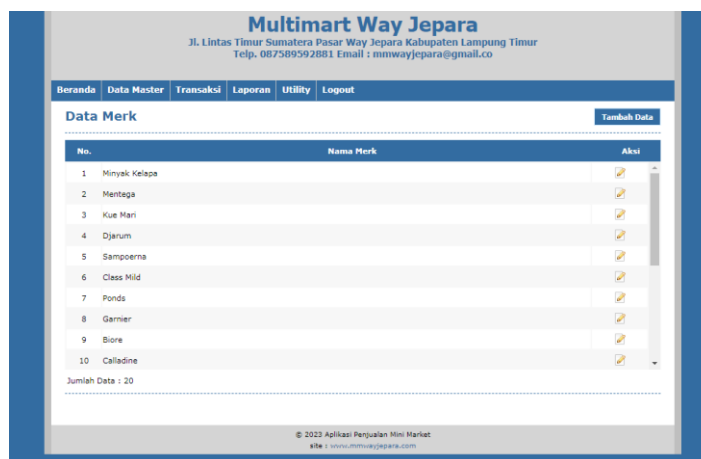 Multimart Way Jepara
Jl. Lintas Timur Sumatera Pasar Way Jepara Kabupaten Lampung Timur
Telp. 087589592881 Email : mmwayjepara@gmail.co
Beranda Data Master Transaksi Laporan Utility Logout
Data Merk Tambah Data
No. Nama Merk Aksi
1 Minyak Kelapa
2 Mentega
3 Kue Mari
4 Djarum
5 Sampoerna
6 Class Mild
7 Ponds
8 Garnier
9 Biore
10 Calladine
Jumlah Data : 20
© 2023 Aplikasi Penjualan Mini Market
site : www.mmwayjepara.com